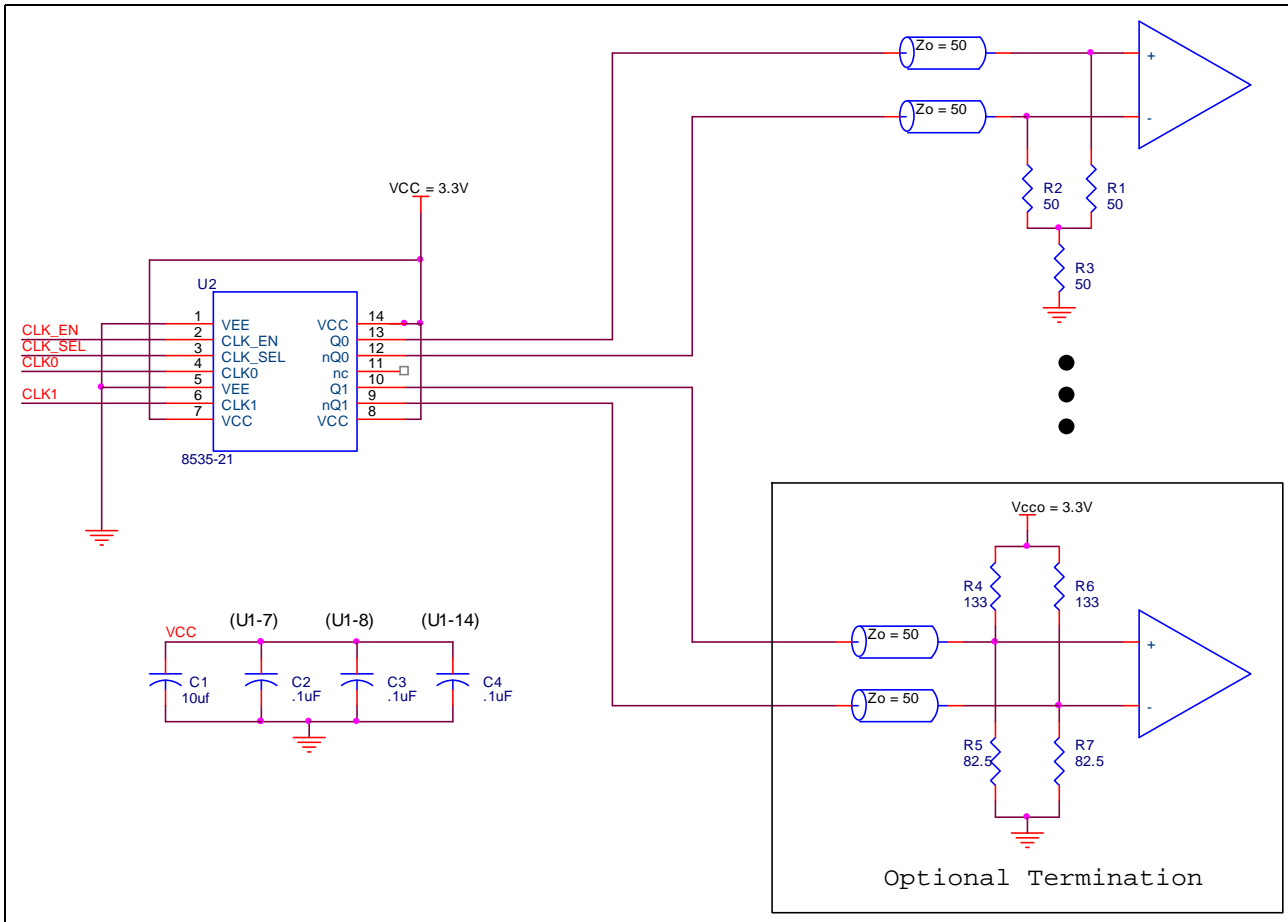 Zo = 50
+
Zo = 50
-
R2
50
R1
50
R3
50
VCC = 3.3V
U2
CLK_EN
CLK_SEL
CLK0
CLK1
1
2
3
4
5
6
7
VEE
CLK_EN
CLK_SEL
CLK0
VEE
CLK1
VCC
VCC
Q0
nQ0
nc
Q1
nQ1
VCC
14
13
12
11
10
9
8
8535-21
Vcco = 3.3V
R4
133
R6
133
Zo = 50
+
Zo = 50
-
R5
82.5
R7
82.5
Optional Termination
VCC
(U1-7)
(U1-8)
(U1-14)
C1
10uf
C2
.1uF
C3
.1uF
C4
.1uF